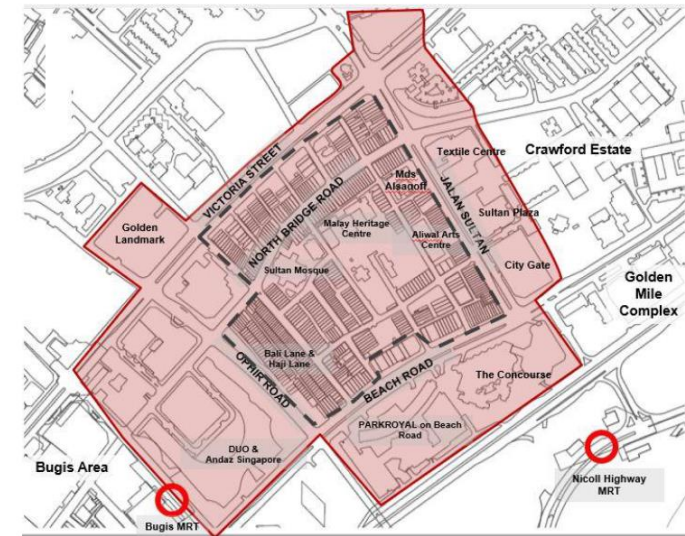 VICTORIA STREET
Textile Centre
Crawford Estate
Mds
Alsagoff
JALAN SULTAN
NORTH BRIDGE ROAD
Golden
Landmark
Malay Heritage
Centre
Sultan Plaza
Aliwal Arts
Centre
Sultan Mosque
City Gate
Golden
Mile
Complex
Bali Lane &
Haji Lane
OPHIR ROAD
BEACH ROAD
The Concourse
PARKROYAL on Beach
Road
DUO &
Andaz Singapore
Bugis Area
Nicoll Highway
MRT
Bugis MRT